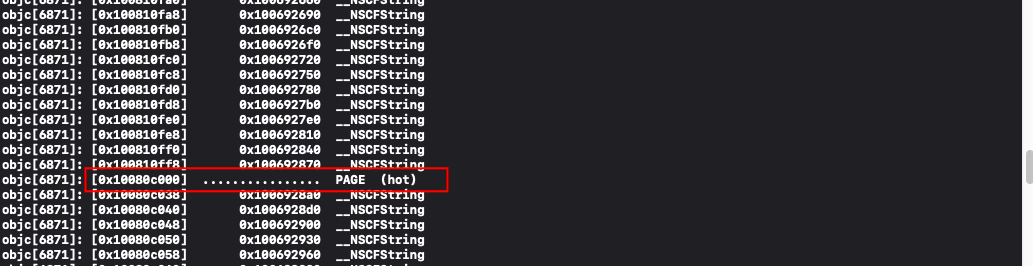 objc[6871]: [0x100810fa0] 0x100692660 __NSCFString
objc[6871]: [0x100810fa8] 0x100692690 __NSCFString
objc[6871]: [0x100810fb0] 0x1006926c0 __NSCFString
objc[6871]: [0x100810fb8] 0x1006926f0 __NSCFString
objc[6871]: [0x100810fc0] 0x100692720 __NSCFString
objc[6871]: [0x100810fc8] 0x100692750 __NSCFString
objc[6871]: [0x100810fd0] 0x100692780 __NSCFString
objc[6871]: [0x100810fd8] 0x1006927b0 __NSCFString
objc[6871]: [0x100810fe0] 0x1006927e0 __NSCFString
objc[6871]: [0x100810fe8] 0x100692810 __NSCFString
objc[6871]: [0x100810ff0] 0x100692840 __NSCFString
objc[6871]: [0x100810ff8] 0x100692870 __NSCFString
objc[6871]: [0x10080c000] ................ PAGE (hot)
objc[6871]: [0x10080c038] 0x1006928a0 __NSCFString
objc[6871]: [0x10080c040] 0x1006928d0 __NSCFString
objc[6871]: [0x10080c048] 0x100692900 __NSCFString
objc[6871]: [0x10080c050] 0x100692930 __NSCFString
objc[6871]: [0x10080c058] 0x100692960 __NSCFString